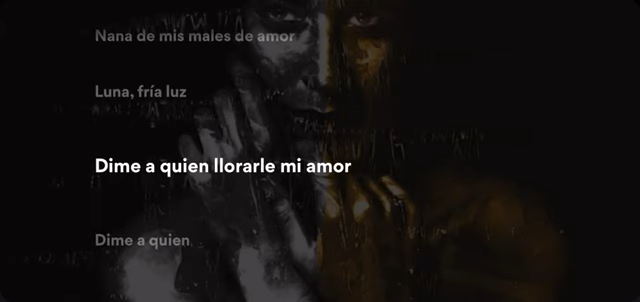 Nana de mis males de amor
Luna, fría luz
Dime a quien llorarle mi amor
Dime a quien